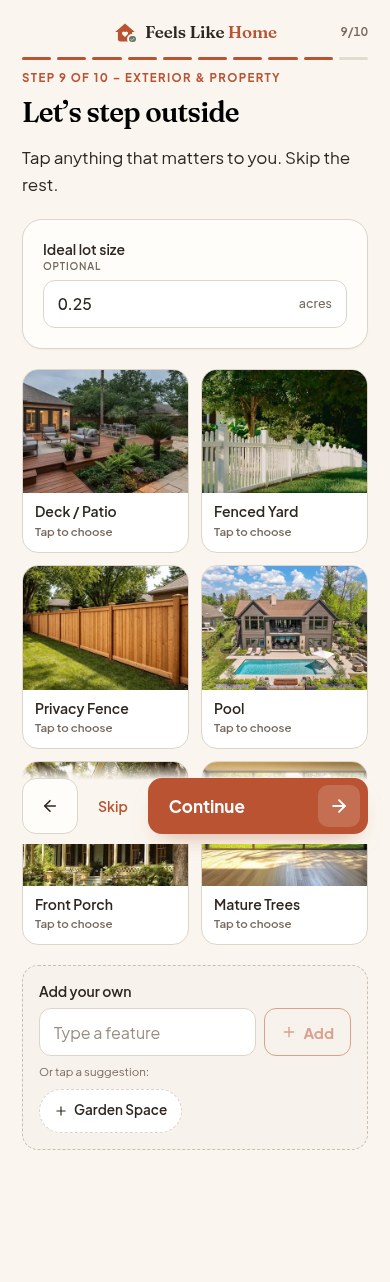 Feels Like Home
9/10
STEP 9 OF 10 – EXTERIOR & PROPERTY
Let’s step outside
Tap anything that matters to you. Skip the
rest.
Ideal lot size
OPTIONAL
0.25 acres
Deck / Patio
Tap to choose
Fenced Yard
Tap to choose
Privacy Fence
Tap to choose
Pool
Tap to choose
Skip
Continue
Front Porch
Tap to choose
Mature Trees
Tap to choose
Add your own
Type a feature
+ Add
Or tap a suggestion:
+ Garden Space